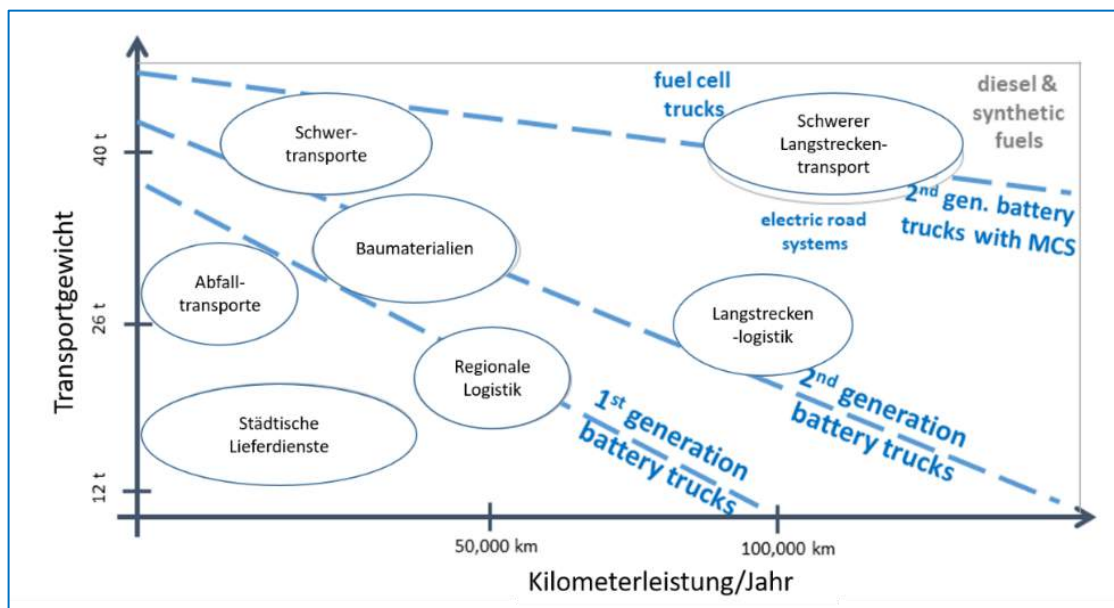 fuel cell
trucks
diesel &
synthetic
fuels
Schwer-
transporte
Schwerer
Langstrecken-
transport
40 t
2nd gen. battery
trucks with MCS
electric road
systems
Baumaterialien
Abfall-
transporte
Transportgewicht
26 t
Langstrecken
-logistik
Regionale
Logistik
2nd generation
battery trucks
1st generation
battery trucks
Städtische
Lieferdienste
12 t
50,000 km
100,000 km
Kilometerleistung/Jahr